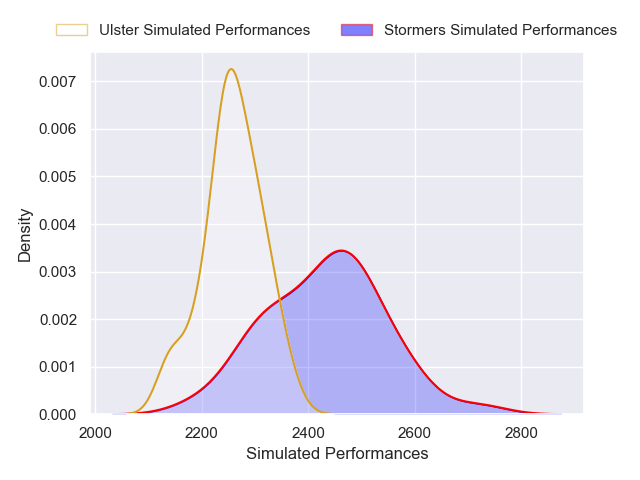 Ulster Simulated Performances Stormers Simulated Performances
0.007
0.006
0.005
0.004
0.003
0.002
0.001
0.000
Density
2000 2200 2400 2600 2800
Simulated Performances